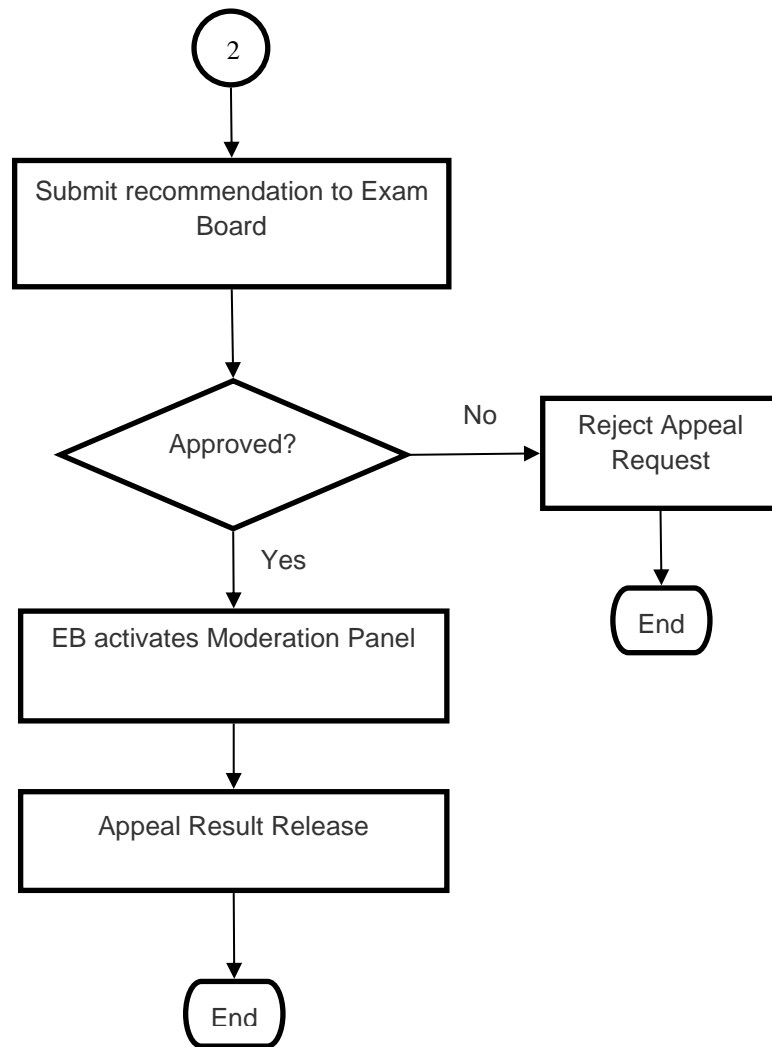 2
Submit recommendation to Exam
Board
Approved?
No
Reject Appeal
Request
Yes
End
EB activates Moderation Panel
Appeal Result Release
End